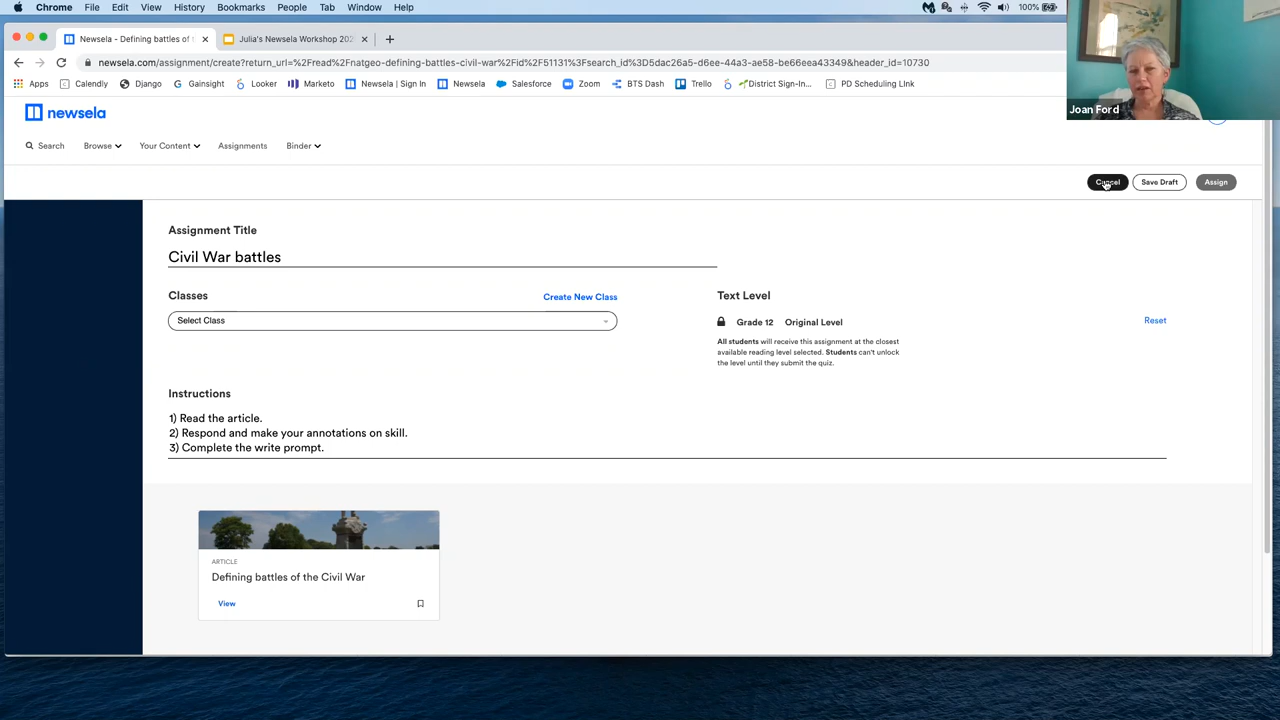 Chrome File Edit View History Bookmarks People Tab Window Help 100%
Newsela - Defining battles of t Julia's Newsela Workshop 202
newsela.com/assignment/create?return_url=%2Fread%2Fnatgeo-defining-battles-civil-war%2Fid%2F51131%3Fsearch_id%3D5dac26a5-d6ee-44a3-ae58-be66eea43349&header_id=10730
Apps Calendly Django Gainsight Looker Marketo Newsela | Sign In Newsela Salesforce Zoom BTS Dash Trello District Sign-In... PD Scheduling LInk
Joan Ford
newsela
Search Browse Your Content Assignments Binder
Cancel Save Draft Assign
Assignment Title
Civil War battles
Classes Create New Class
Select Class
Text Level
Grade 12 Original Level Reset
All students will receive this assignment at the closest
available reading level selected. Students can't unlock
the level until they submit the quiz.
Instructions
1) Read the article.
2) Respond and make your annotations on skill.
3) Complete the write prompt.
ARTICLE
Defining battles of the Civil War
View